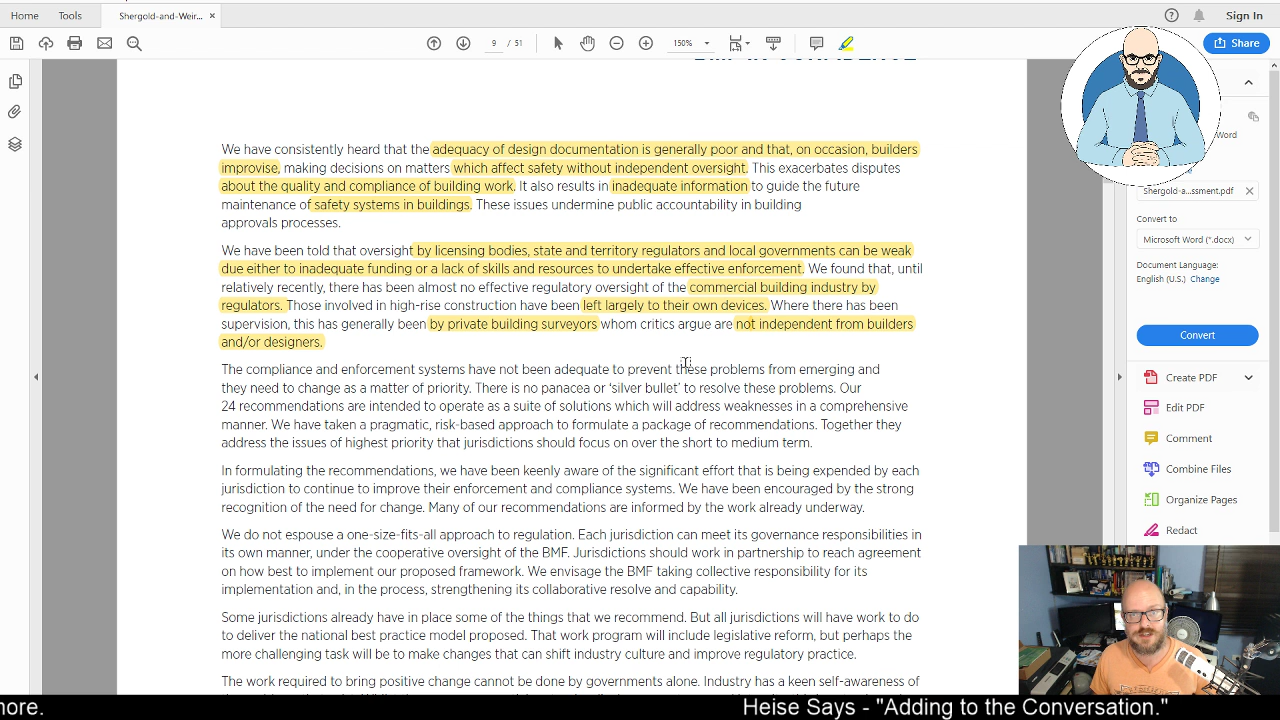 Home Tools Shergold-and-Weir... × Sign In
9 / 51 150% Share
We have consistently heard that the adequacy of design documentation is generally poor and that, on occasion, builders
improvise, making decisions on matters which affect safety without independent oversight. This exacerbates disputes
about the quality and compliance of building work. It also results in inadequate information to guide the future
maintenance of safety systems in buildings. These issues undermine public accountability in building
approvals processes.
We have been told that oversight by licensing bodies, state and territory regulators and local governments can be weak
due either to inadequate funding or a lack of skills and resources to undertake effective enforcement. We found that, until
relatively recently, there has been almost no effective regulatory oversight of the commercial building industry by
regulators. Those involved in high-rise construction have been left largely to their own devices. Where there has been
supervision, this has generally been by private building surveyors whom critics argue are not independent from builders
and/or designers.
The compliance and enforcement systems have not been adequate to prevent these problems from emerging and
they need to change as a matter of priority. There is no panacea or ‘silver bullet’ to resolve these problems. Our
24 recommendations are intended to operate as a suite of solutions which will address weaknesses in a comprehensive
manner. We have taken a pragmatic, risk-based approach to formulate a package of recommendations. Together they
address the issues of highest priority that jurisdictions should focus on over the short to medium term.
In formulating the recommendations, we have been keenly aware of the significant effort that is being expended by each
jurisdiction to continue to improve their enforcement and compliance systems. We have been encouraged by the strong
recognition of the need for change. Many of our recommendations are informed by the work already underway.
We do not espouse a one-size-fits-all approach to regulation. Each jurisdiction can meet its governance responsibilities in
its own manner, under the cooperative oversight of the BMF. Jurisdictions should work in partnership to reach agreement
on how best to implement our proposed framework. We envisage the BMF taking collective responsibility for its
implementation and, in the process, strengthening its collaborative resolve and capability.
Some jurisdictions already have in place some of the things that we recommend. But all jurisdictions will have work to do
to deliver the national best practice model proposed. That work program will include legislative reform, but perhaps the
more challenging task will be to make changes that can shift industry culture and improve regulatory practice.
The work required to bring positive change cannot be done by governments alone. Industry has a keen self-awareness of
Word
Shergold-a...ssment.pdf ×
Convert to
Microsoft Word (*.docx)
Document Language:
English (U.S.) Change
Convert
Create PDF
Edit PDF
Comment
Combine Files
Organize Pages
Redact
more. Heise Says - "Adding to the Conversation."